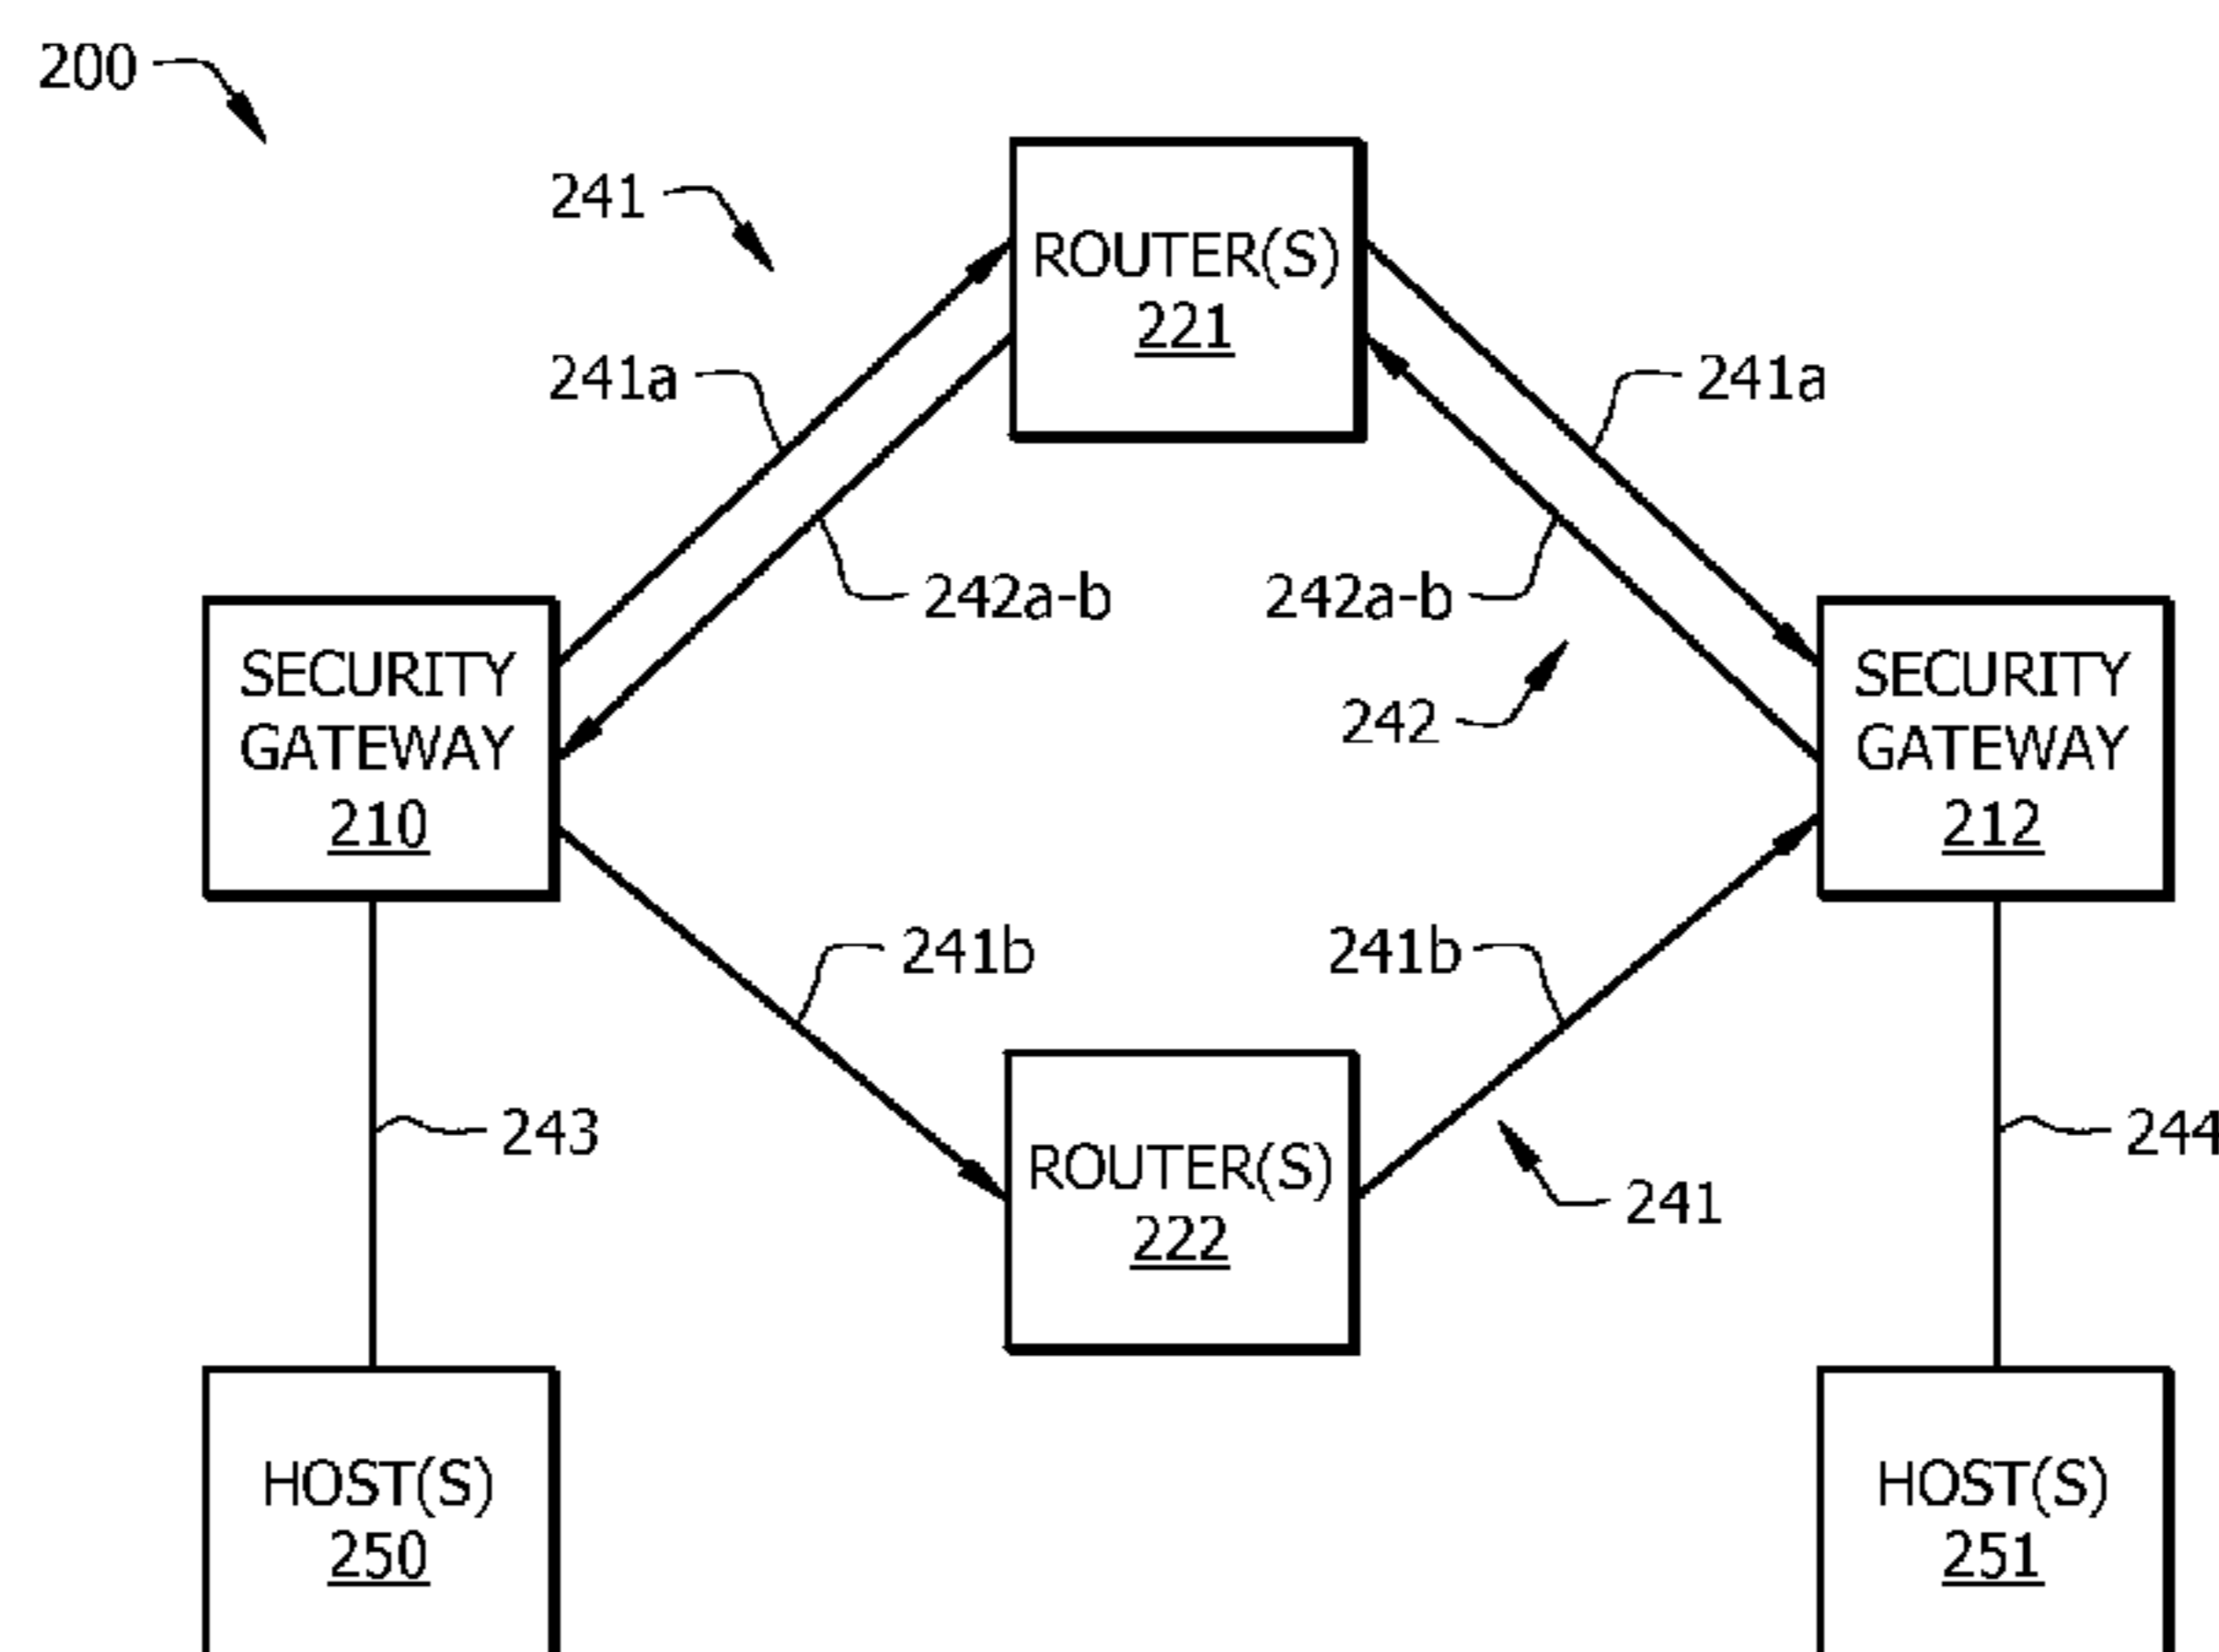 200
241
ROUTER(S)
221
241a
241a
242a-b
242a-b
SECURITY
GATEWAY
210
242
SECURITY
GATEWAY
212
241b
241b
243
ROUTER(S)
222
241
244
HOST(S)
250
HOST(S)
251